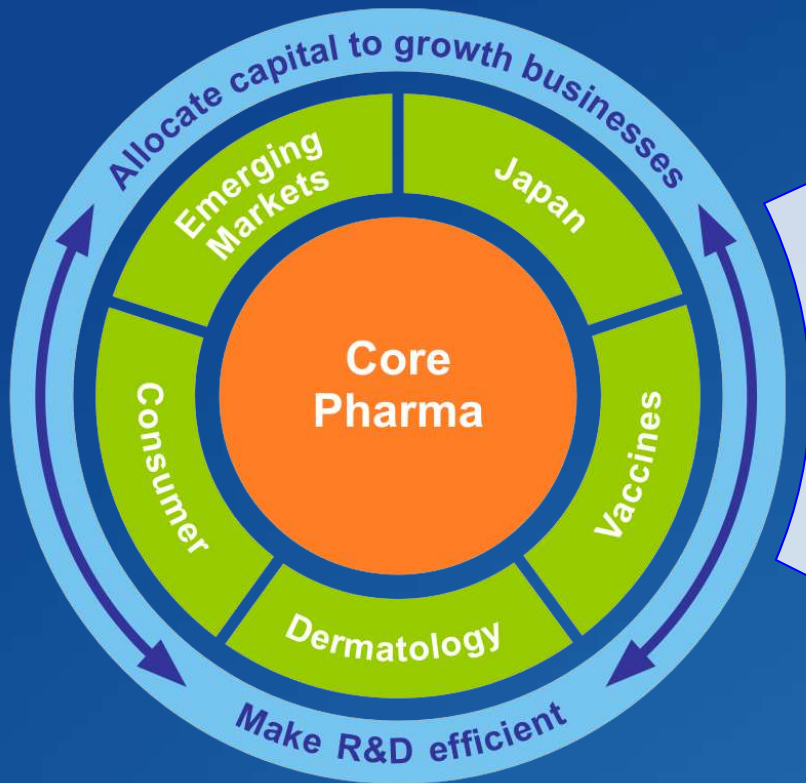 Allocate capital to growth businesses
Emerging
Markets
Japan
Core
Pharma
Consumer
Vaccines
Dermatology
Make R&D efficient